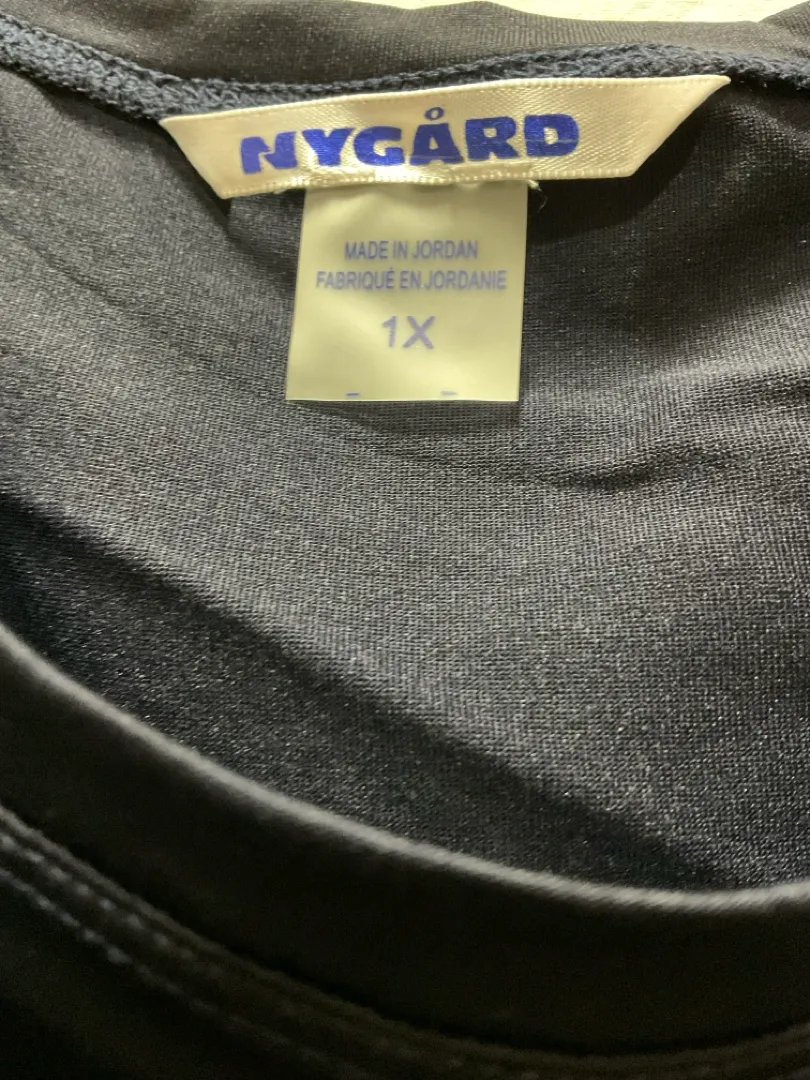 NYGÅRD
MADE IN JORDAN
FABRIQUÉ EN JORDANIE
1X